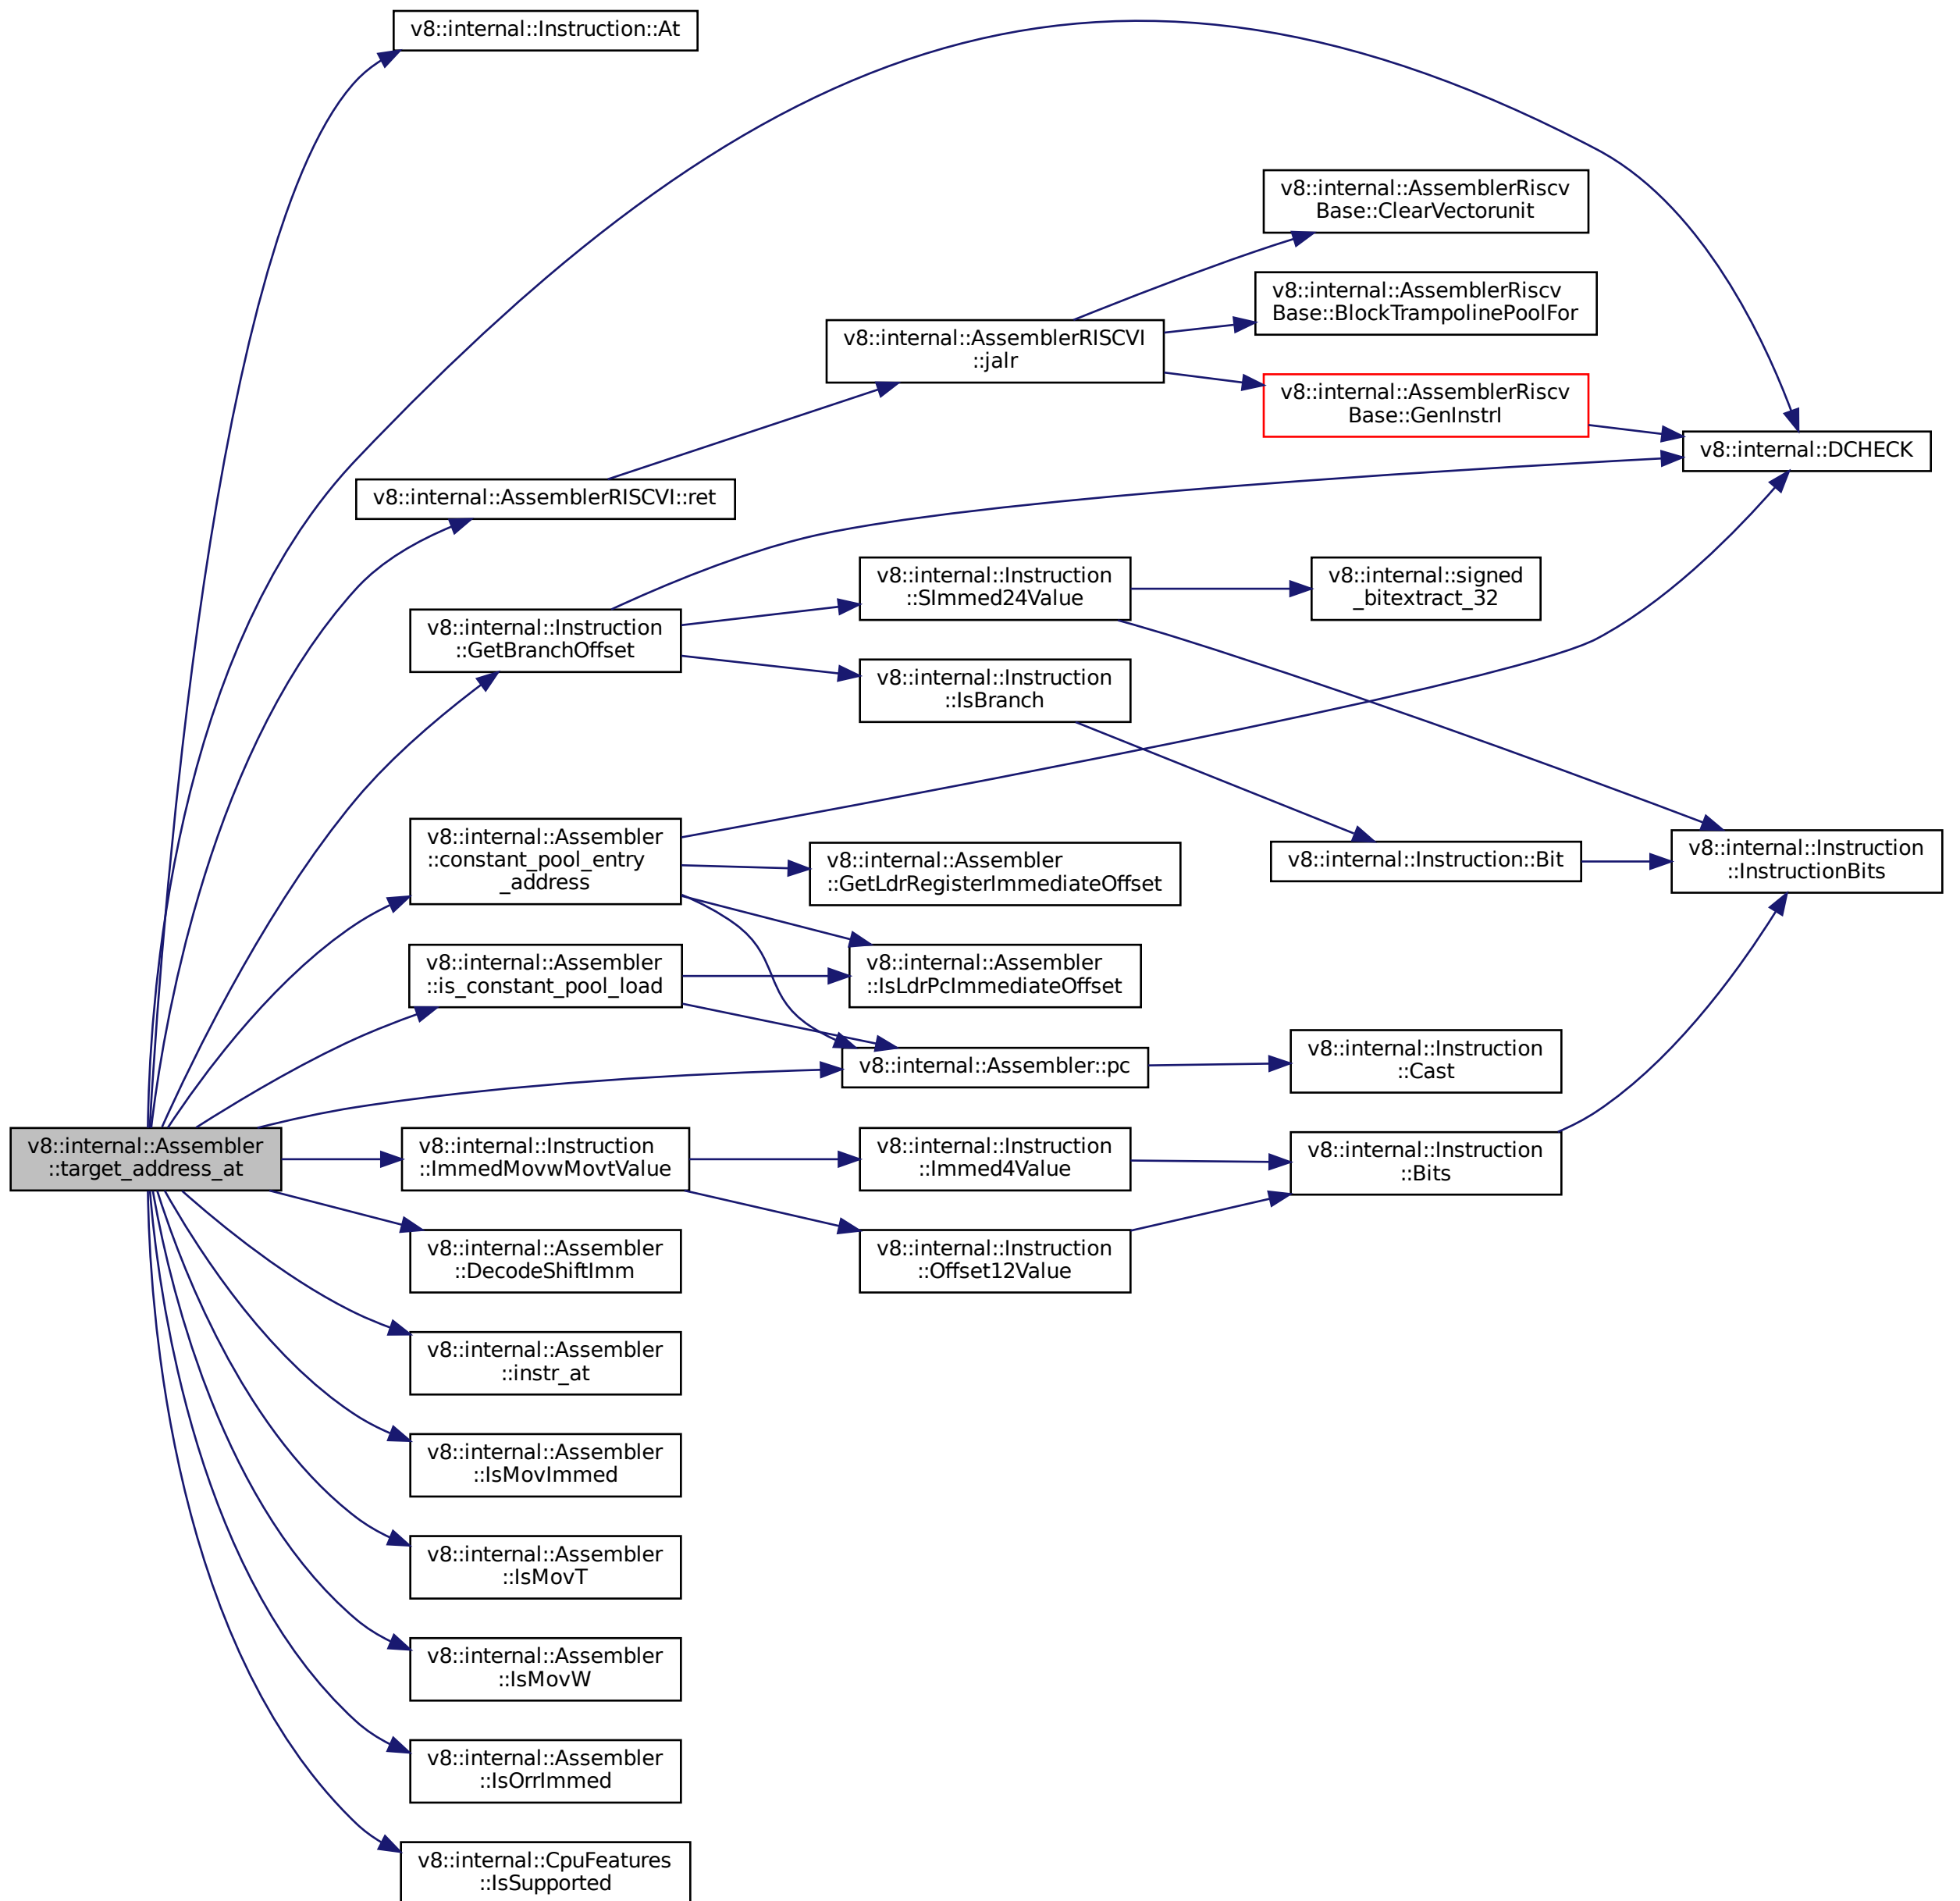 v8::internal::Instruction::At
v8::internal::AssemblerRiscv
Base::ClearVectorunit
v8::internal::AssemblerRiscv
Base::BlockTrampolinePoolFor
v8::internal::AssemblerRISCVI
::jalr
v8::internal::AssemblerRiscv
Base::GenInstrI
v8::internal::DCHECK
v8::internal::AssemblerRISCVI::ret
v8::internal::Instruction
::SImmed24Value
v8::internal::signed
_bitextract_32
v8::internal::Instruction
::GetBranchOffset
v8::internal::Instruction
::IsBranch
v8::internal::Assembler
::constant_pool_entry
_address
v8::internal::Assembler
::GetLdrRegisterImmediateOffset
v8::internal::Instruction::Bit
v8::internal::Instruction
::InstructionBits
v8::internal::Assembler
::is_constant_pool_load
v8::internal::Assembler
::IsLdrPcImmediateOffset
v8::internal::Assembler::pc
v8::internal::Instruction
::Cast
v8::internal::Assembler
::target_address_at
v8::internal::Instruction
::ImmedMovwMovtValue
v8::internal::Instruction
::Immed4Value
v8::internal::Instruction
::Bits
v8::internal::Assembler
::DecodeShiftImm
v8::internal::Instruction
::Offset12Value
v8::internal::Assembler
::instr_at
v8::internal::Assembler
::IsMovImmed
v8::internal::Assembler
::IsMovT
v8::internal::Assembler
::IsMovW
v8::internal::Assembler
::IsOrrImmed
v8::internal::CpuFeatures
::IsSupported